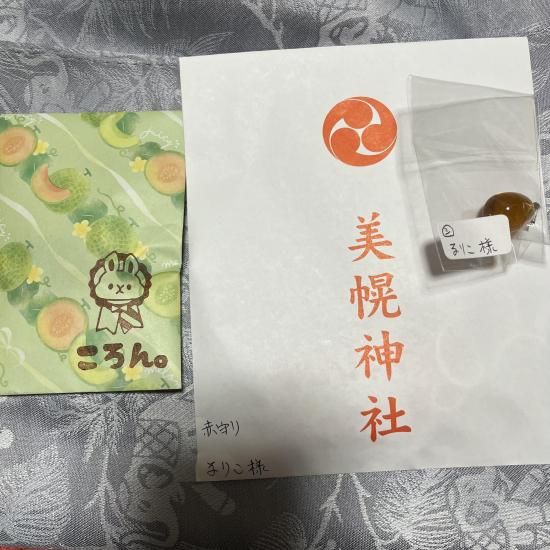 ころん。
美幌神社
赤守り
まりこ様
② 
まりこ様